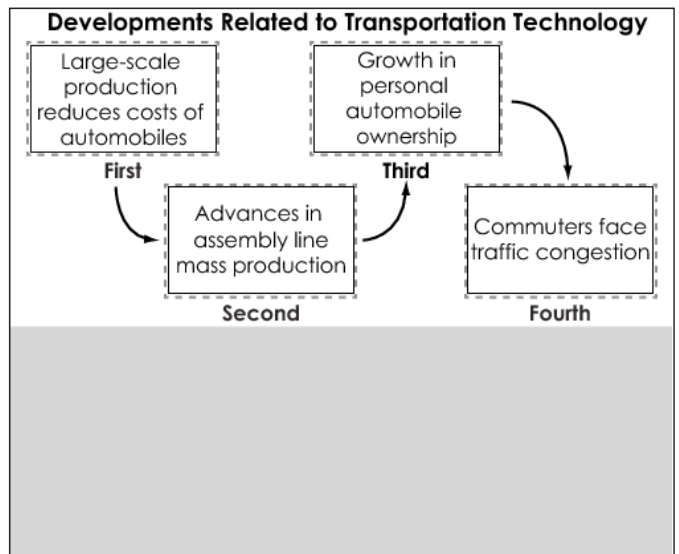 Developments Related to Transportation Technology
Large-scale
production
reduces costs of
automobiles
First
Advances in
assembly line
mass production
Second
Growth in
personal
automobile
ownership
Third
Commuters face
traffic congestion
Fourth